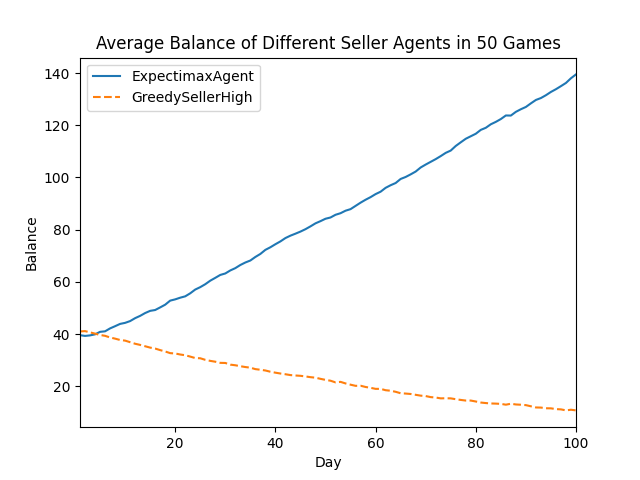 Average Balance of Different Seller Agents in 50 Games
ExpectimaxAgent
GreedySellerHigh
Balance
140
120
100
80
60
40
20
20 40 60 80 100
Day